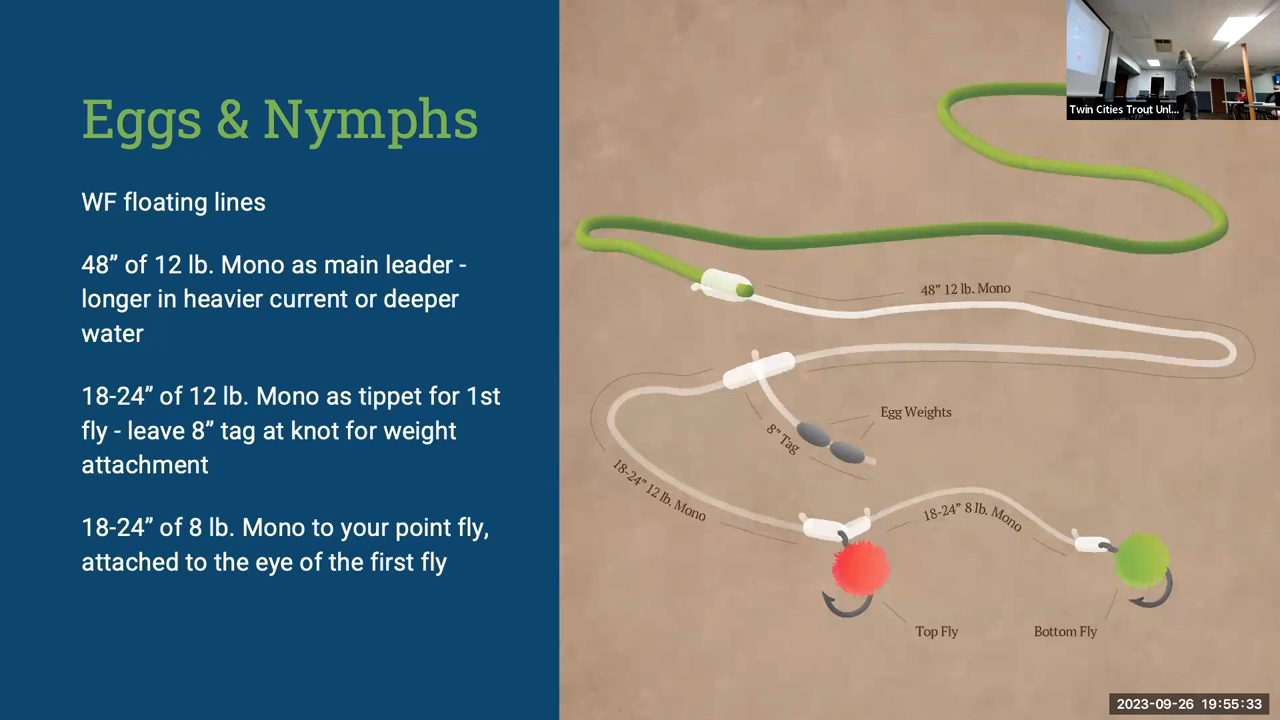 Eggs & Nymphs
WF floating lines
48” of 12 lb. Mono as main leader -
longer in heavier current or deeper
water
18-24” of 12 lb. Mono as tippet for 1st
fly - leave 8” tag at knot for weight
attachment
18-24” of 8 lb. Mono to your point fly,
attached to the eye of the first fly
Twin Cities Trout Unl...
48” 12 lb. Mono
Egg Weights
8” Tag
18-24” 12 lb. Mono
18-24” 8 lb. Mono
Top Fly
Bottom Fly
2023-09-26 19:55:33